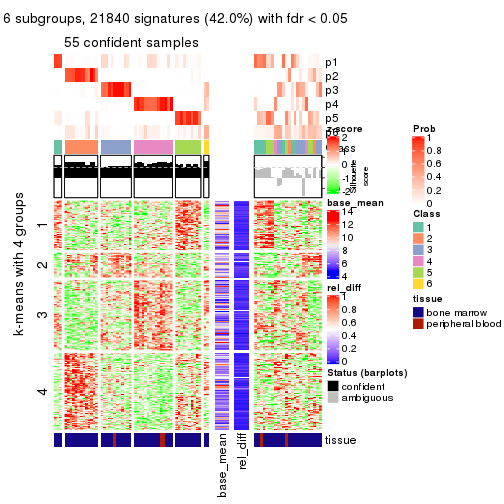 6 subgroups, 21840 signatures (42.0%) with fdr < 0.05
55 confident samples
p1
p2
p3
p4
p5
z-score
2
1
0
-1
-2
Silhouette
score
base_mean
14
12
10
8
6
4
rel_diff
1
0.8
0.6
0.4
0.2
0
Status (barplots)
confident
ambiguous
Prob
1
0.8
0.6
0.4
0.2
0
Class
1
2
3
4
5
6
tissue
bone marrow
peripheral blood
k-means with 4 groups
1
2
3
4
tissue
base_mean
rel_diff